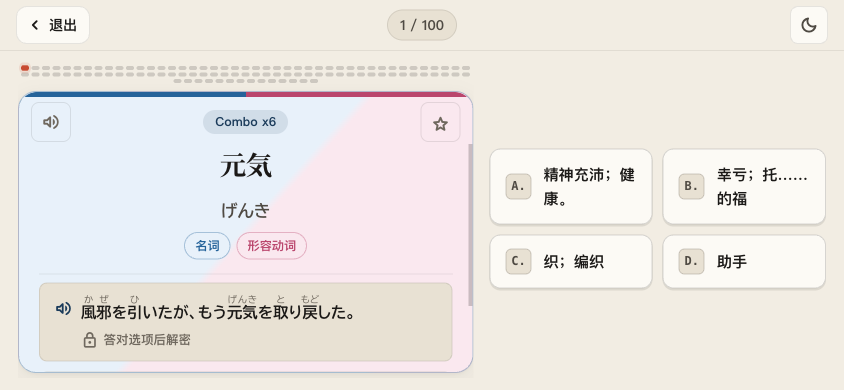 退出
1 / 100
Combo x6
元気
げんき
名词
形容动词
かぜ ひ げんき と もど
風邪を引いたが、もう元気を取り戻した。
答对选项后解密
A. 精神充沛；健
康。
B. 幸亏；托……
的福
C. 织；编织
D. 助手